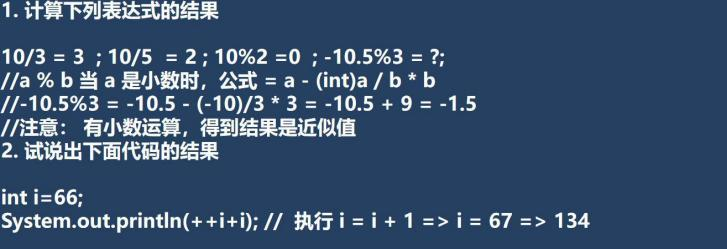 1. 计算下列表达式的结果
10/3 = 3 ; 10/5 = 2 ; 10%2 =0 ; -10.5%3 = ?;
//a % b 当 a 是小数时，公式 = a - (int)a / b * b
//-10.5%3 = -10.5 - (-10)/3 * 3 = -10.5 + 9 = -1.5
//注意： 有小数运算，得到结果是近似值
2. 试说出下面代码的结果
int i=66;
System.out.println(++i+i); // 执行 i = i + 1 => i = 67 => 134